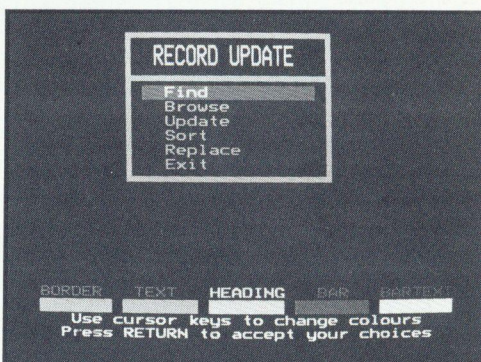 RECORD UPDATE
Find
Browse
Update
Sort
Replace
Exit
BORDER TEXT HEADING BAR BARTEXT
Use cursor keys to change colours
Press RETURN to accept your choices